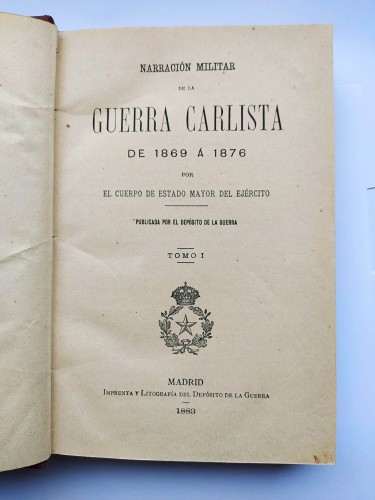 NARRACIÓN MILITAR
DE LA
GUERRA CARLISTA
DE 1869 Á 1876
POR
EL CUERPO DE ESTADO MAYOR DEL EJÉRCITO
PUBLICADA POR EL DEPÓSITO DE LA GUERRA
TOMO I
MADRID
IMPRENTA Y LITOGRAFÍA DEL DEPÓSITO DE LA GUERRA
1883